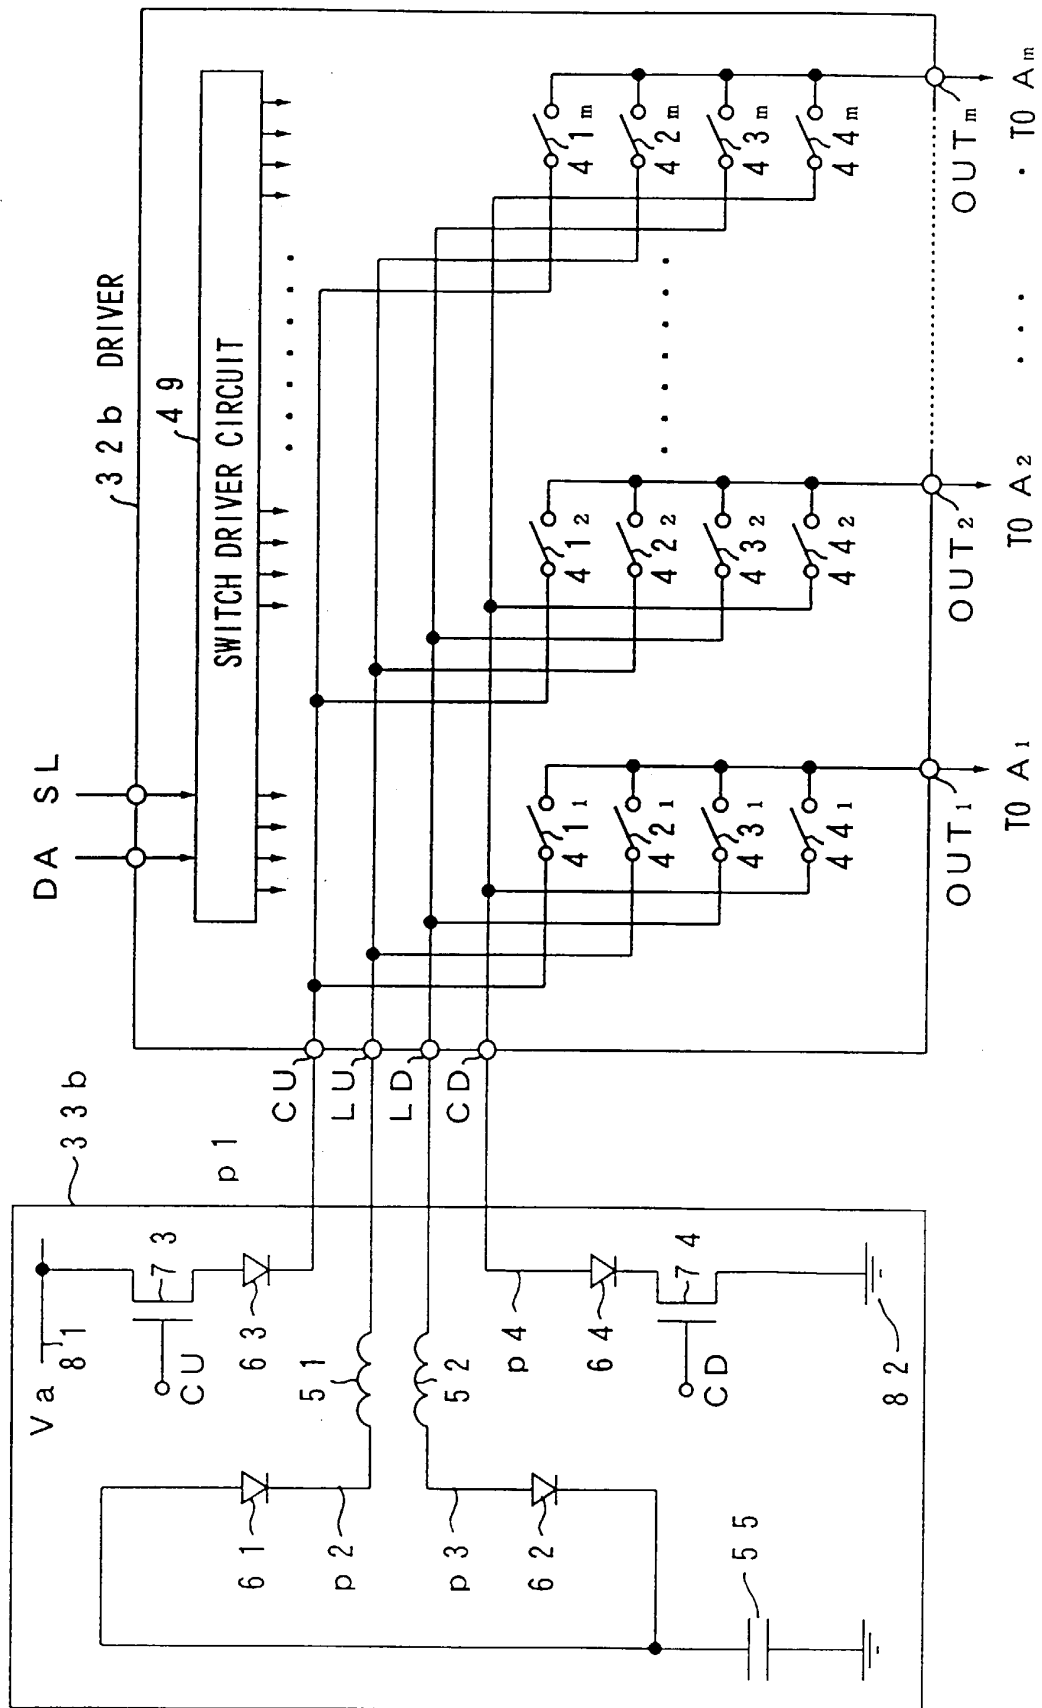 32b DRIVER
DA
SL
49
SWITCH DRIVER CIRCUIT
33b
p1
CU
LU
LD
CD
Va
81
CU
73
63
61
p2
51
p3
52
62
p4
64
74
CD
55
82
41₁
42₁
43₁
44₁
41₂
42₂
43₂
44₂
41m
42m
43m
44m
OUT₁
OUT₂
OUTm
TO A₁
TO A₂
TO Am